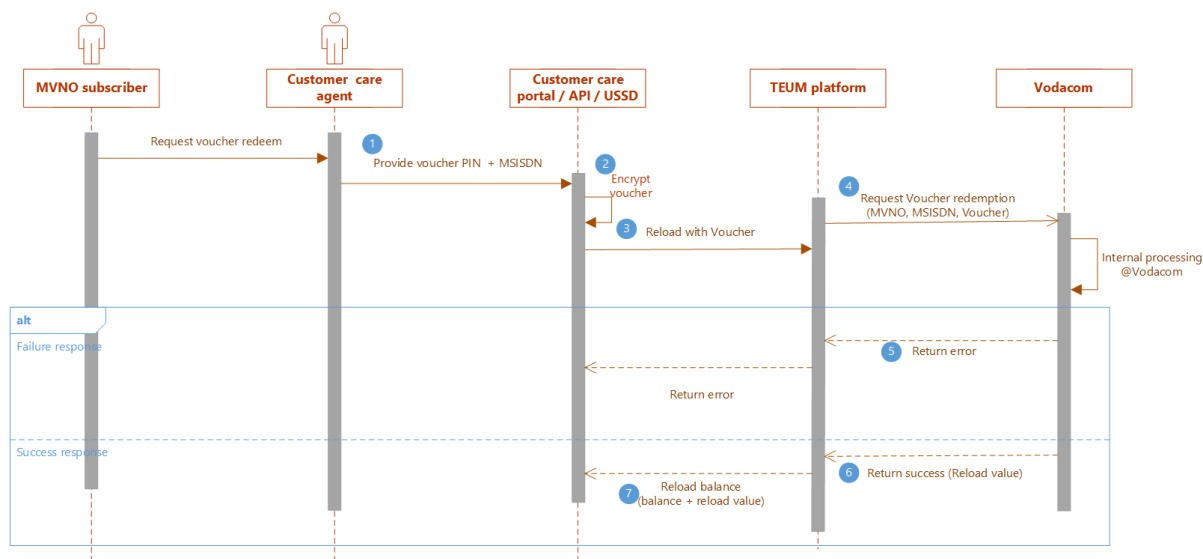 MVNO subscriber
Customer care
agent
Customer care
portal / API / USSD
TEUM platform
Vodacom
Request voucher redeem
1
Provide voucher PIN + MSISDN
2
Encrypt
voucher
3
Reload with Voucher
4
Request Voucher redemption
(MVNO, MSISDN, Voucher)
Internal processing
@Vodacom
alt
Failure response
5
Return error
Return error
Success response
6
Return success (Reload value)
7
Reload balance
(balance + reload value)